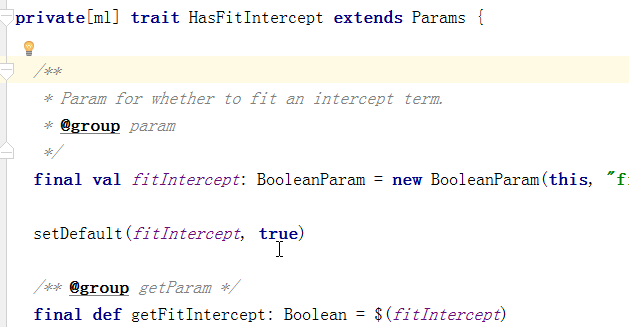 private[ml] trait HasFitIntercept extends Params {
/**
* Param for whether to fit an intercept term.
* @group param
*/
final val fitIntercept: BooleanParam = new BooleanParam(this, "f
setDefault(fitIntercept, true)
/** @group getParam */
final def getFitIntercept: Boolean = $(fitIntercept)